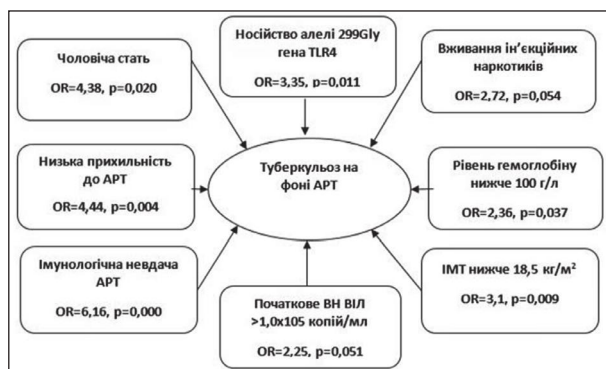 Чоловіча стать
OR=4,38, p=0,020
Носійство алелі 299Gly
гена TLR4
OR=3,35, p=0,011
Вживання ін’єкційних
наркотиків
OR=2,72, p=0,054
Низька прихильність
до АРТ
OR=4,44, p=0,004
Туберкульоз на
фоні АРТ
Рівень гемоглобіну
нижче 100 г/л
OR=2,36, p=0,037
Імунологічна невдача
АРТ
OR=6,16, p=0,000
Початкове ВН ВІЛ
>1,0х105 копій/мл
OR=2,25, p=0,051
ІМТ нижче 18,5 кг/м²
OR=3,1, p=0,009